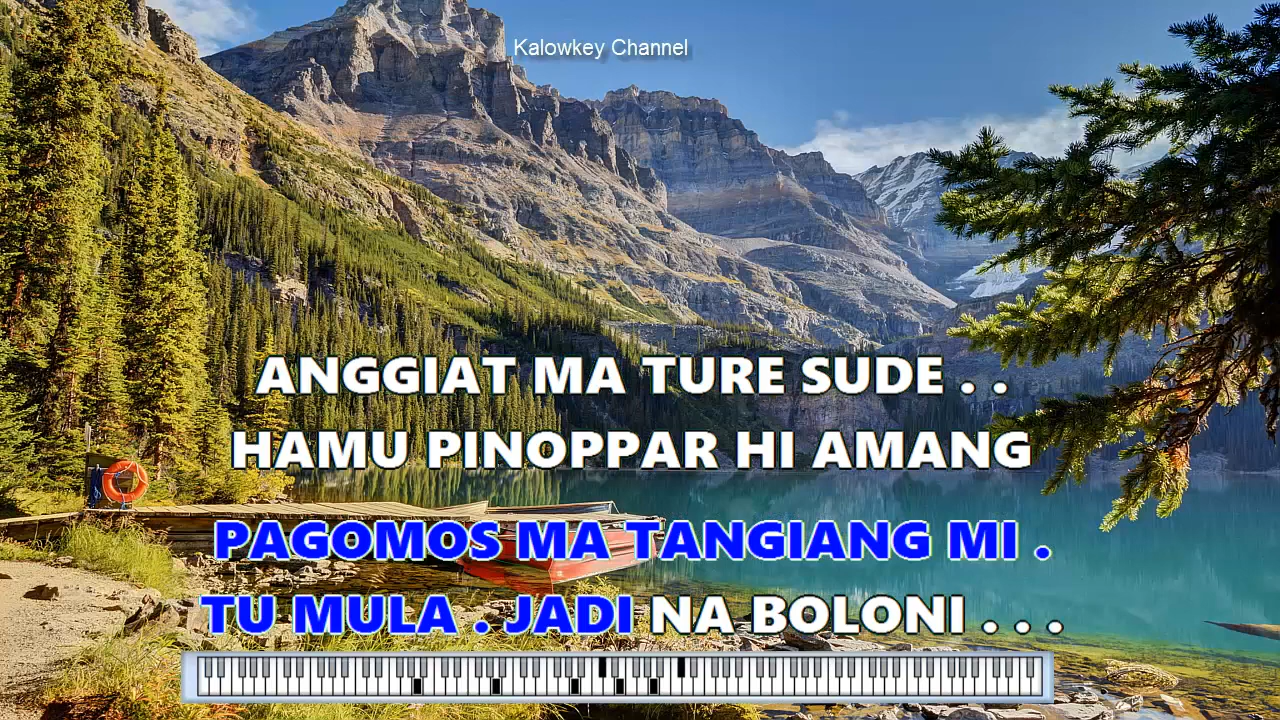 Kalowkey Channel
ANGGIAT MA TURE SUDE . .
HAMU PINOPPAR HI AMANG
PAGOMOS MA TANGIANG MI .
TU MULA . JADI NA BOLONI . . .